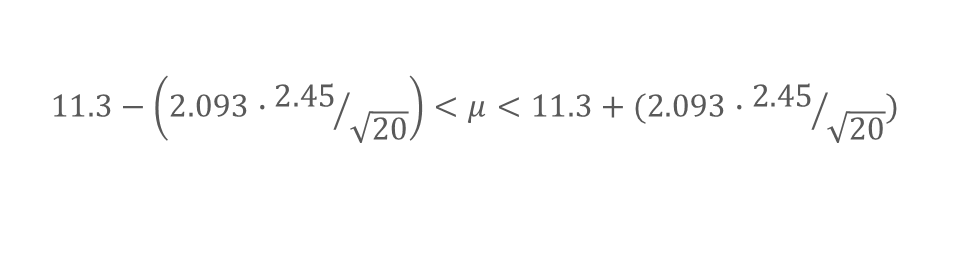 11.3 − (2.093 · 2.45/√20) < μ < 11.3 + (2.093 · 2.45/√20)